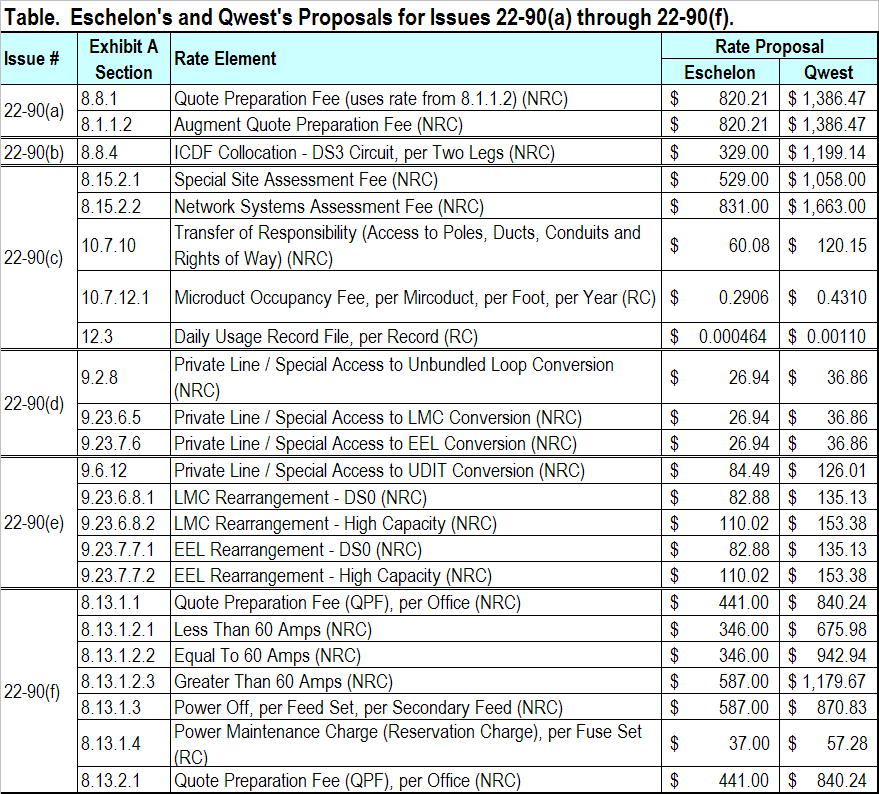 Table. Eschelon's and Qwest's Proposals for Issues 22-90(a) through 22-90(f).
Issue # Exhibit A Section Rate Element Rate Proposal
Eschelon Qwest
22-90(a) 8.8.1 Quote Preparation Fee (uses rate from 8.1.1.2) (NRC) $ 820.21 $ 1,386.47
8.1.1.2 Augment Quote Preparation Fee (NRC) $ 820.21 $ 1,386.47
22-90(b) 8.8.4 ICDF Collocation - DS3 Circuit, per Two Legs (NRC) $ 329.00 $ 1,199.14
22-90(c) 8.15.2.1 Special Site Assessment Fee (NRC) $ 529.00 $ 1,058.00
8.15.2.2 Network Systems Assessment Fee (NRC) $ 831.00 $ 1,663.00
10.7.10 Transfer of Responsibility (Access to Poles, Ducts, Conduits and
Rights of Way) (NRC) $ 60.08 $ 120.15
10.7.12.1 Microduct Occupancy Fee, per Mircoduct, per Foot, per Year (RC) $ 0.2906 $ 0.4310
12.3 Daily Usage Record File, per Record (RC) $ 0.000464 $ 0.00110
22-90(d) 9.2.8 Private Line / Special Access to Unbundled Loop Conversion
(NRC) $ 26.94 $ 36.86
9.23.6.5 Private Line / Special Access to LMC Conversion (NRC) $ 26.94 $ 36.86
9.23.7.6 Private Line / Special Access to EEL Conversion (NRC) $ 26.94 $ 36.86
22-90(e) 9.6.12 Private Line / Special Access to UDIT Conversion (NRC) $ 84.49 $ 126.01
9.23.6.8.1 LMC Rearrangement - DS0 (NRC) $ 82.88 $ 135.13
9.23.6.8.2 LMC Rearrangement - High Capacity (NRC) $ 110.02 $ 153.38
9.23.7.7.1 EEL Rearrangement - DS0 (NRC) $ 82.88 $ 135.13
9.23.7.7.2 EEL Rearrangement - High Capacity (NRC) $ 110.02 $ 153.38
22-90(f) 8.13.1.1 Quote Preparation Fee (QPF), per Office (NRC) $ 441.00 $ 840.24
8.13.1.2.1 Less Than 60 Amps (NRC) $ 346.00 $ 675.98
8.13.1.2.2 Equal To 60 Amps (NRC) $ 346.00 $ 942.94
8.13.1.2.3 Greater Than 60 Amps (NRC) $ 587.00 $ 1,179.67
8.13.1.3 Power Off, per Feed Set, per Secondary Feed (NRC) $ 587.00 $ 870.83
8.13.1.4 Power Maintenance Charge (Reservation Charge), per Fuse Set
(RC) $ 37.00 $ 57.28
8.13.2.1 Quote Preparation Fee (QPF), per Office (NRC) $ 441.00 $ 840.24